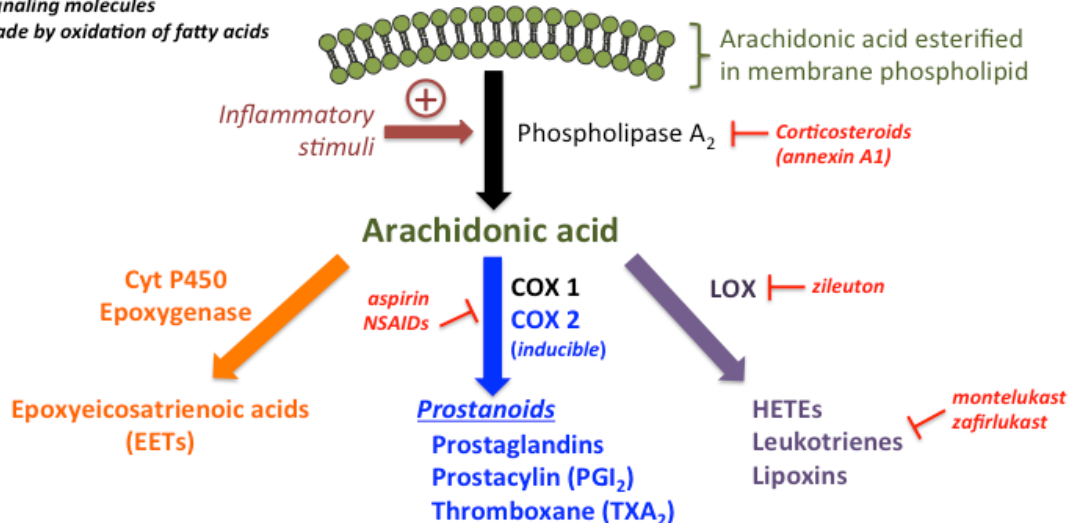 molecules
by oxidation of fatty acids
Arachidonic acid esterified
in membrane phospholipid
+
Inflammatory
stimuli
Phospholipase A2
Corticosteroids
(annexin A1)
Arachidonic acid
Cyt P450
Epoxygenase
aspirin
NSAIDs
COX 1
COX 2
(inducible)
LOX
zileuton
Epoxyeicosatrienoic acids
(EETs)
Prostanoids
Prostaglandins
Prostacylin (PGI2)
Thromboxane (TXA2)
HETEs
Leukotrienes
Lipoxins
montelukast
zafirlukast